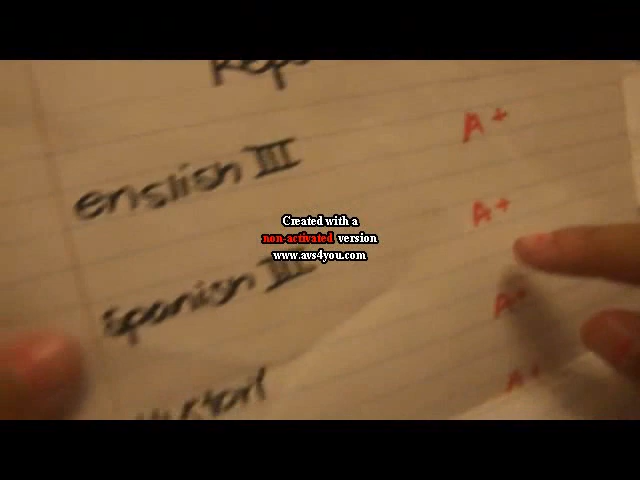 english III A+
Created with a
non-activated version
www.avs4you.com
spanish III A+
A+
A+